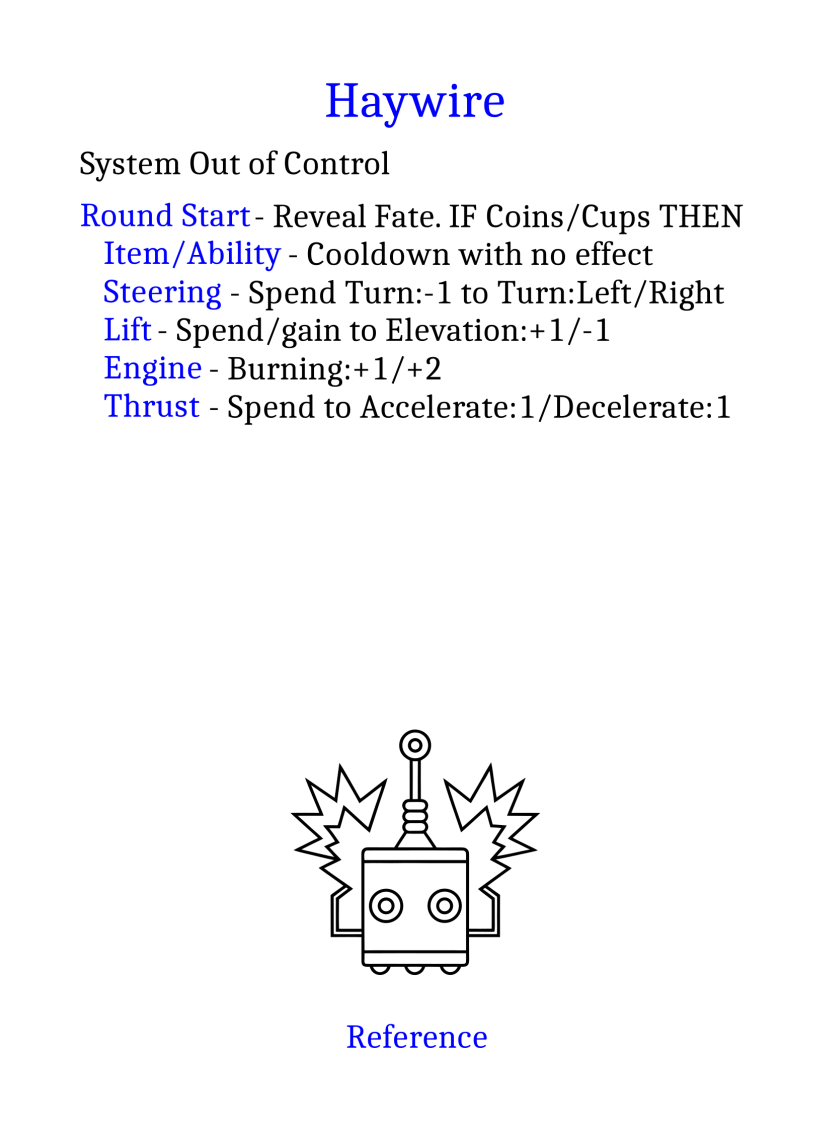 Haywire
System Out of Control
Round Start - Reveal Fate. IF Coins/Cups THEN
Item/Ability - Cooldown with no effect
Steering - Spend Turn:-1 to Turn:Left/Right
Lift - Spend/gain to Elevation:+1/-1
Engine - Burning:+1/+2
Thrust - Spend to Accelerate:1/Decelerate:1
Reference